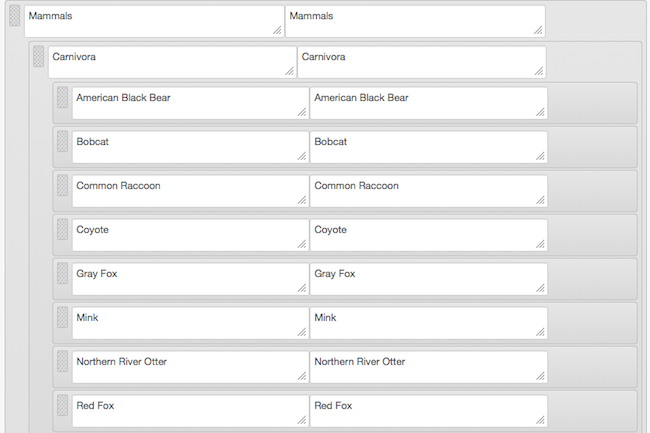 Mammals Mammals
Carnivora Carnivora
American Black Bear American Black Bear
Bobcat Bobcat
Common Raccoon Common Raccoon
Coyote Coyote
Gray Fox Gray Fox
Mink Mink
Northern River Otter Northern River Otter
Red Fox Red Fox